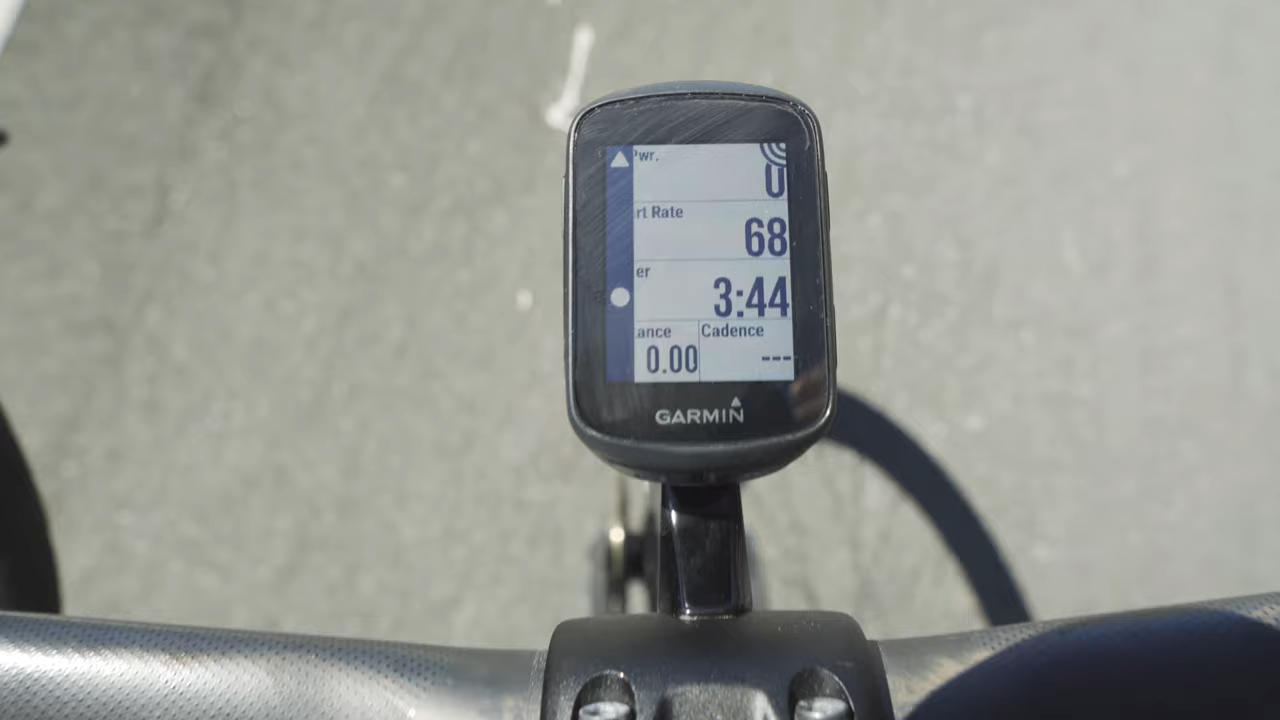 Pwr.
0
rt Rate
68
er
3:44
ance Cadence
0.00 ---
GARMIN